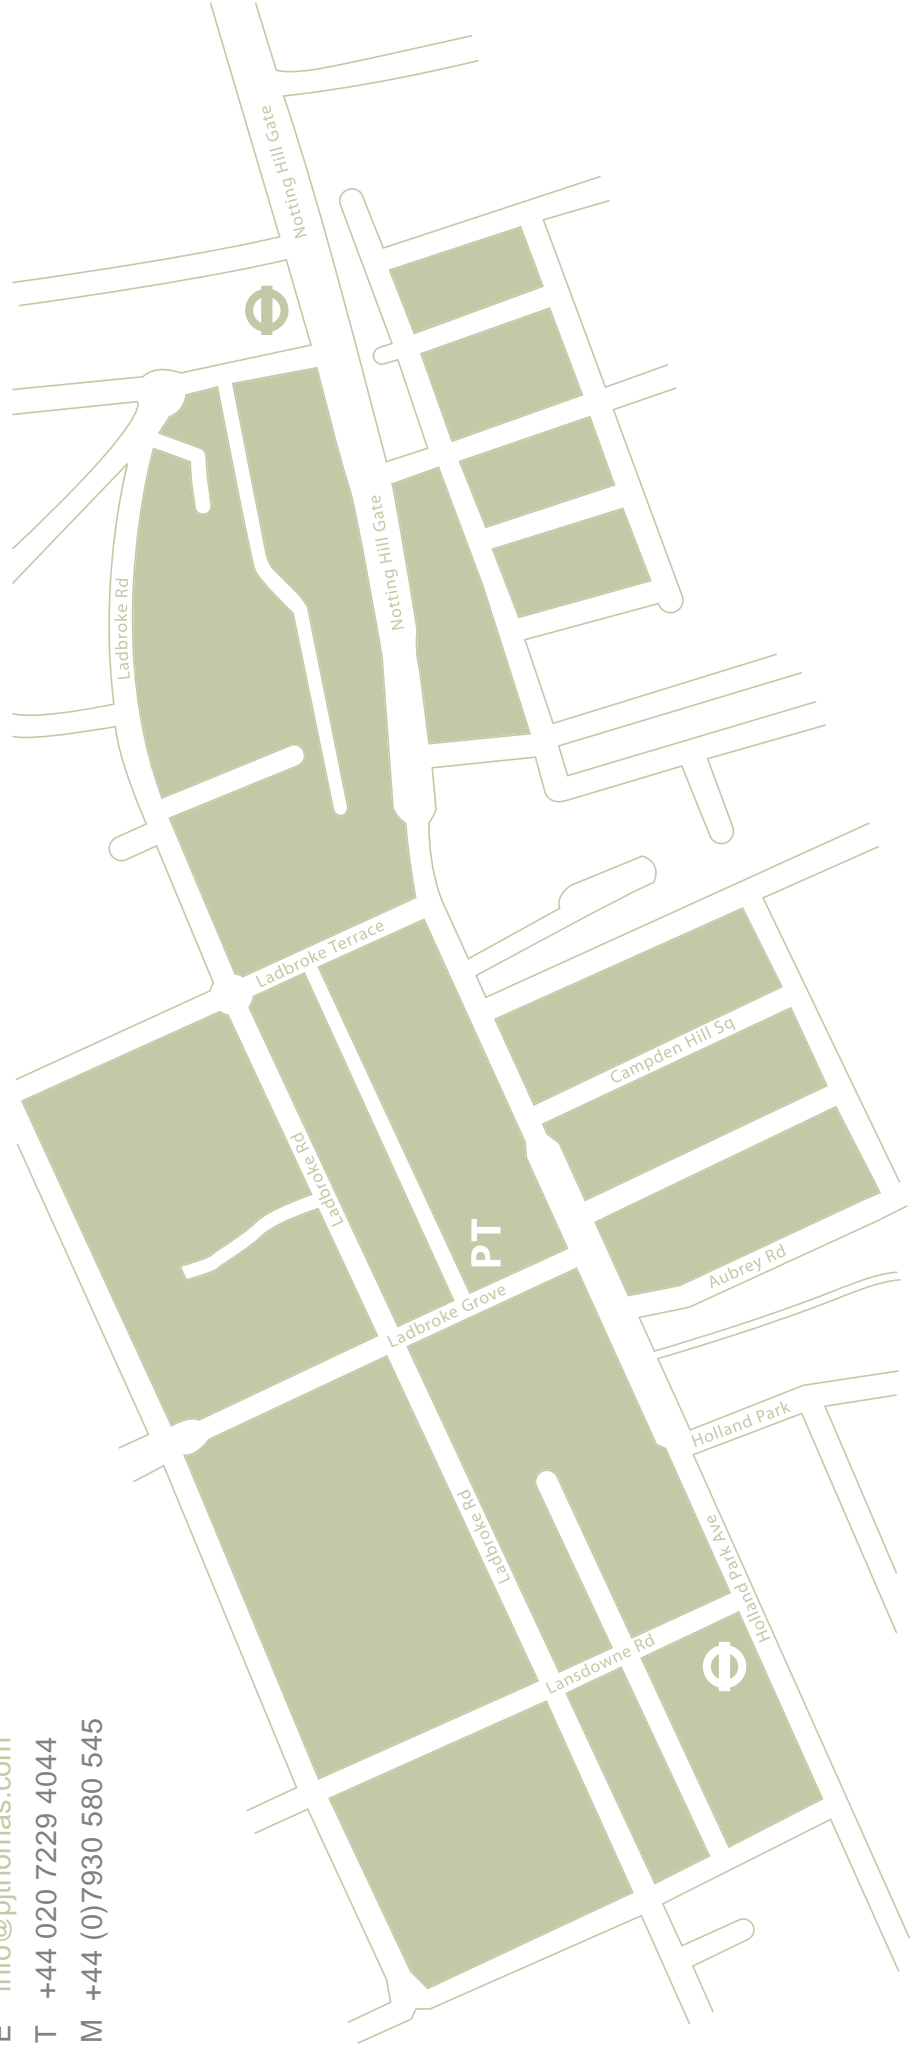 Notting Hill Gate
Notting Hill Gate
Ladbroke Rd
Ladbroke Terrace
Campden Hill Sq
Ladbroke Rd
PT
Aubrey Rd
Ladbroke Grove
Holland Park
Ladbroke Rd
Holland Park Ave
Lansdowne Rd
E info@pjthomas.com
T +44 020 7229 4044
M +44 (0)7930 580 545